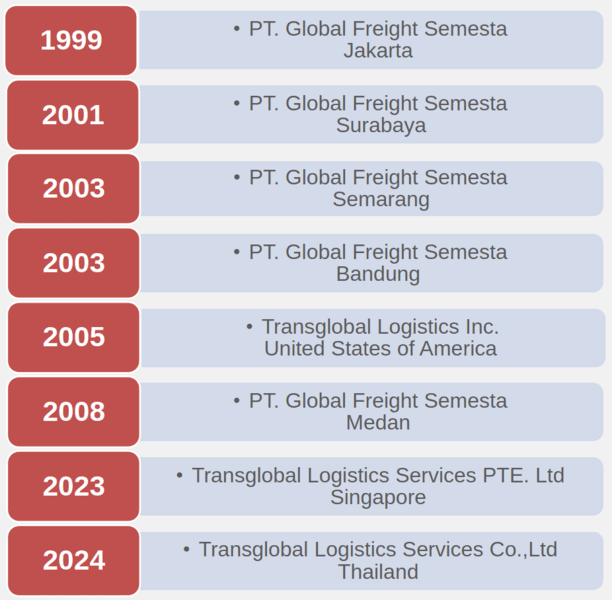 1999
• PT. Global Freight Semesta
Jakarta
2001
• PT. Global Freight Semesta
Surabaya
2003
• PT. Global Freight Semesta
Semarang
2003
• PT. Global Freight Semesta
Bandung
2005
• Transglobal Logistics Inc.
United States of America
2008
• PT. Global Freight Semesta
Medan
2023
• Transglobal Logistics Services PTE. Ltd
Singapore
2024
• Transglobal Logistics Services Co.,Ltd
Thailand